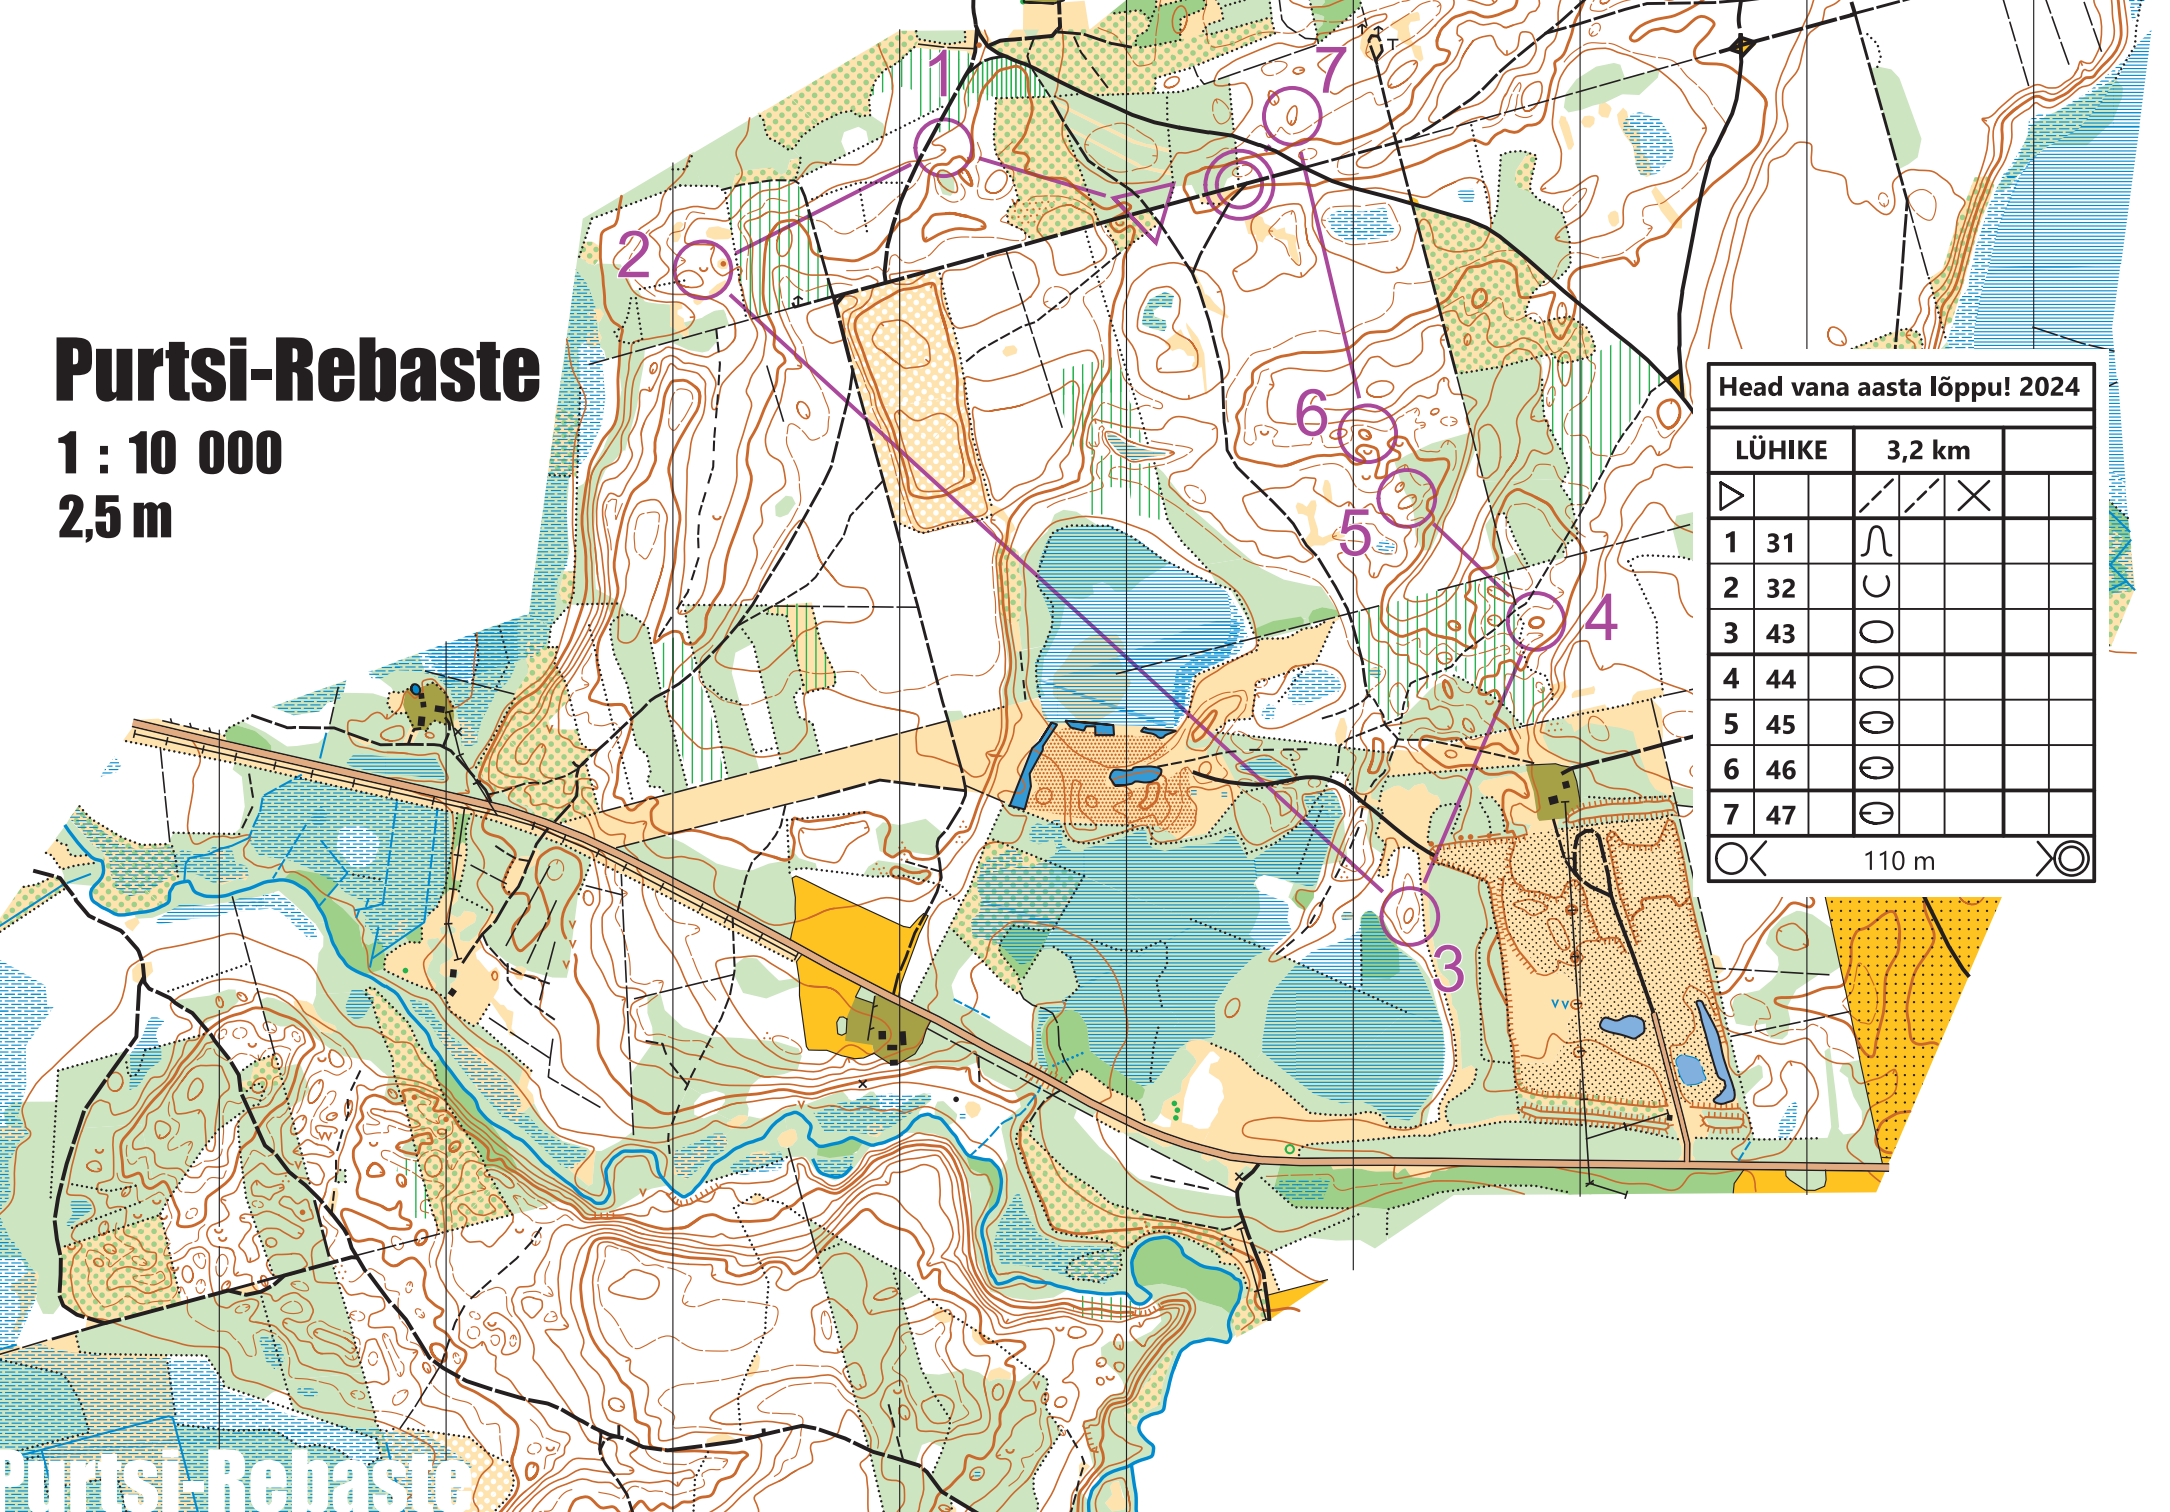 1
7
2
Purtsi-Rebaste
1 : 10 000
2,5 m
6
5
4
3
Head vana aasta lõppu! 2024
LÜHIKE 3,2 km
1 31
2 32
3 43
4 44
5 45
6 46
7 47
110 m
Purtsi-Rebaste